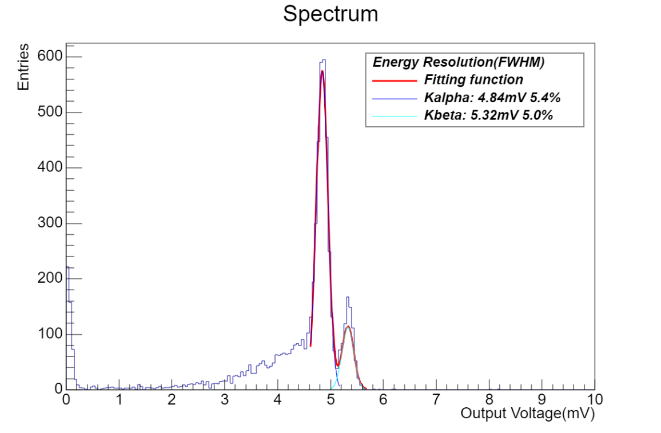 Spectrum
Entries
600
500
400
300
200
100
0
Energy Resolution(FWHM)
Fitting function
Kalpha: 4.84mV 5.4%
Kbeta: 5.32mV 5.0%
0 1 2 3 4 5 6 7 8 9 10
Output Voltage(mV)